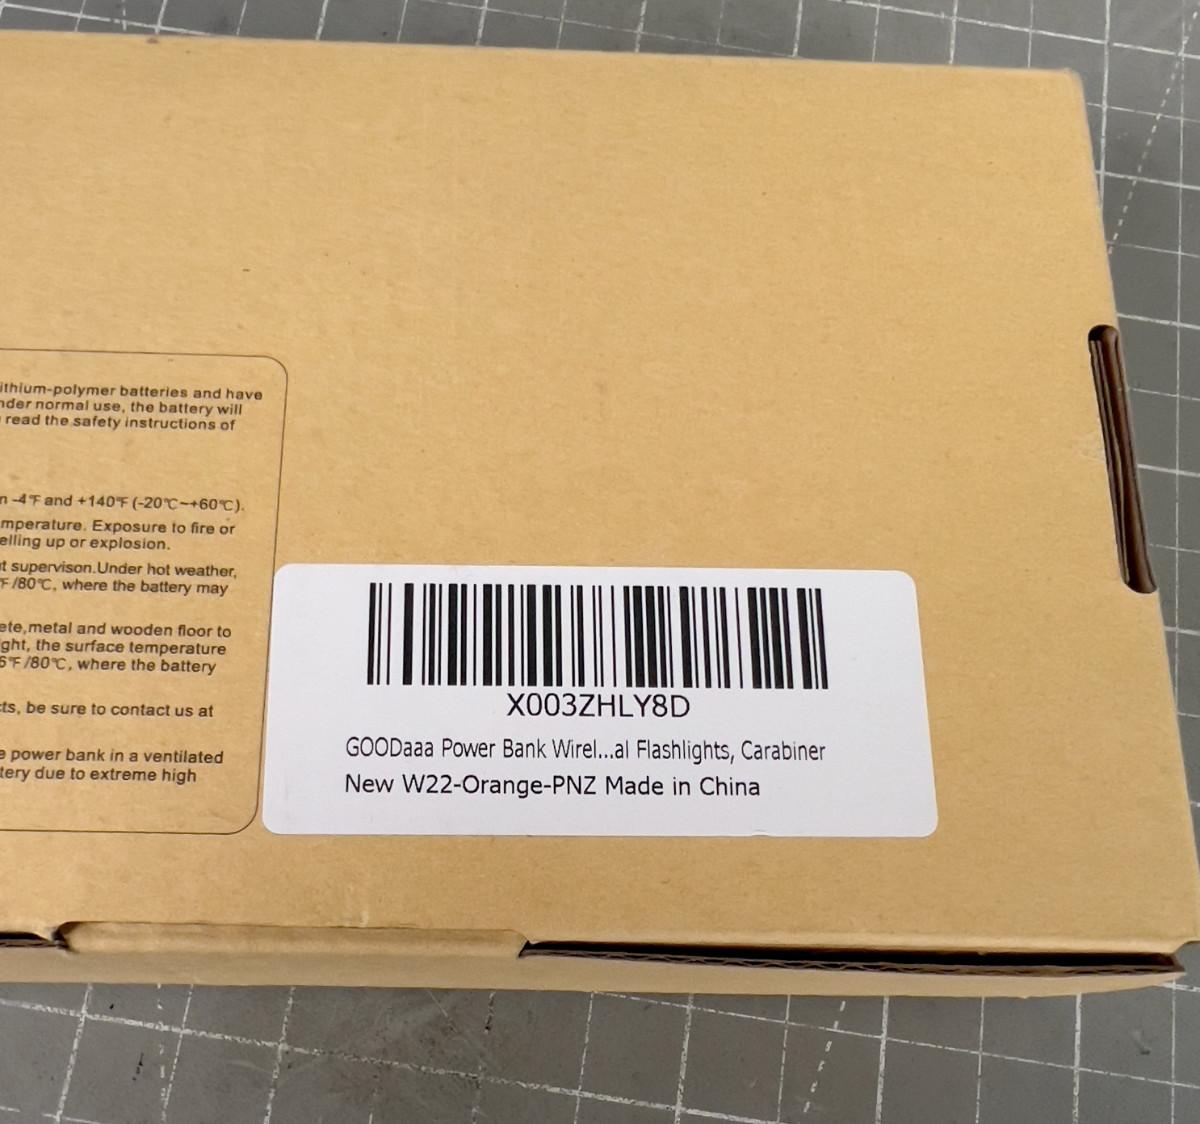 ithium-polymer batteries and have
nder normal use, the battery will
read the safety instructions of
n -4℉ and +140℉ (-20℃~+60℃).
mperature. Exposure to fire or
elling up or explosion.
t supervison.Under hot weather,
℉/80℃, where the battery may
ete,metal and wooden floor to
ght, the surface temperature
6℉/80℃, where the battery
cts, be sure to contact us at
e power bank in a ventilated
tery due to extreme high
X003ZHLY8D
GOODaaa Power Bank Wirel...al Flashlights, Carabiner
New W22-Orange-PNZ Made in China